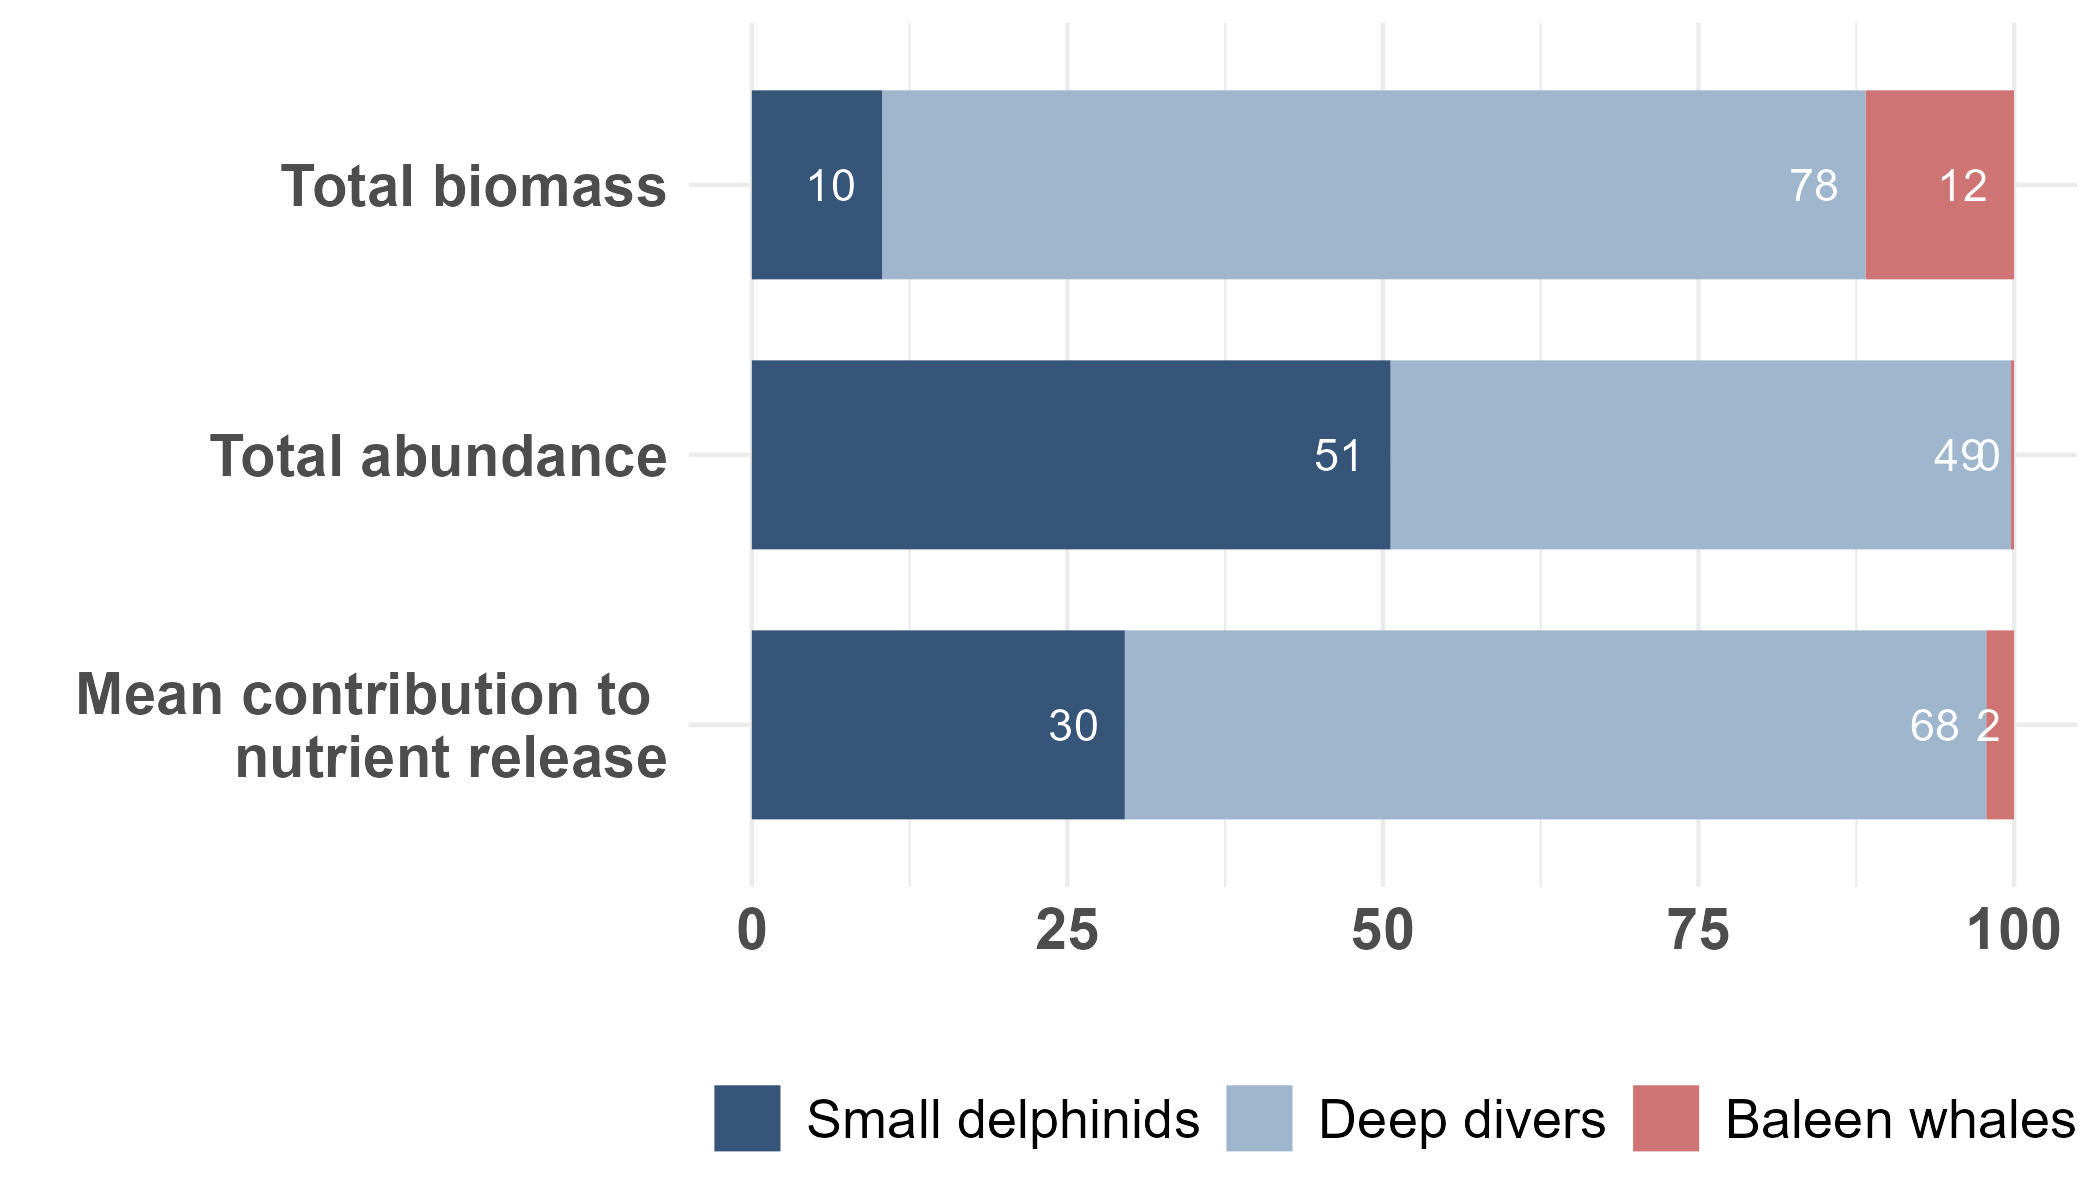 Total biomass
10 78 12
Total abundance
51 49 0
Mean contribution to
nutrient release
30 68 2
0 25 50 75 100
Small delphinids Deep divers Baleen whales